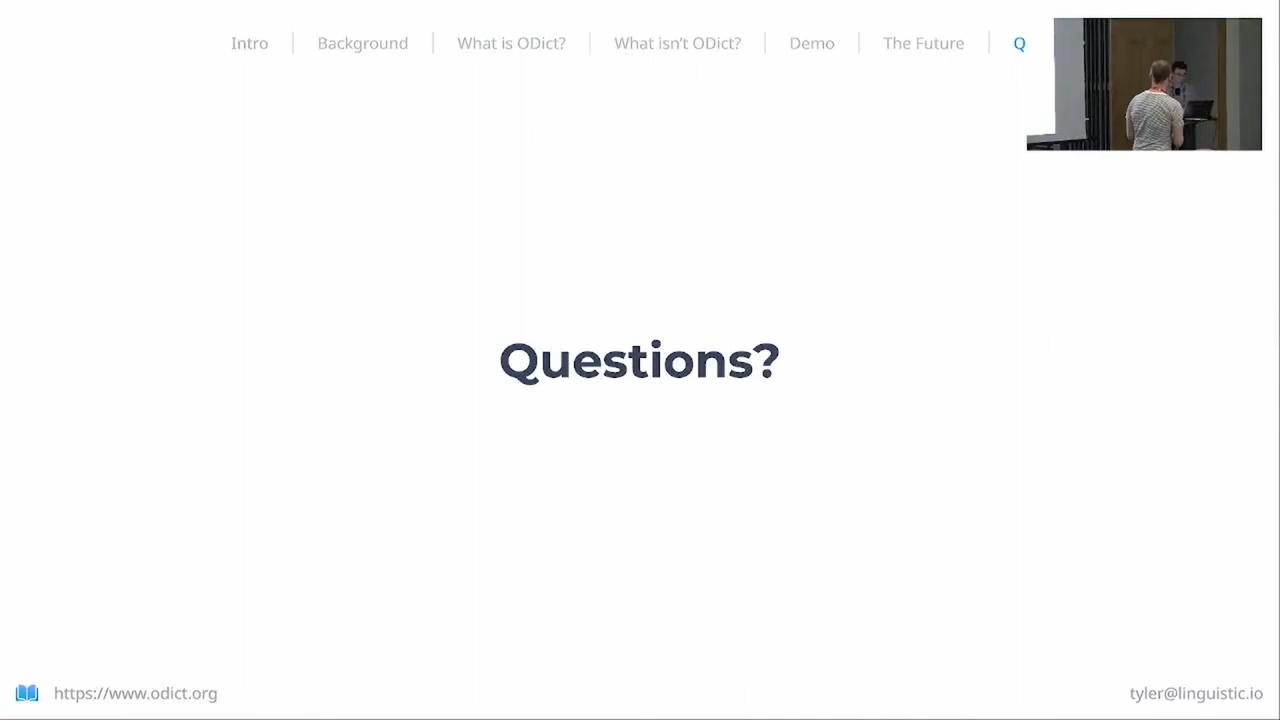 Intro | Background | What is ODict? | What isn't ODict? | Demo | The Future | Q
Questions?
https://www.odict.org
tyler@linguistic.io